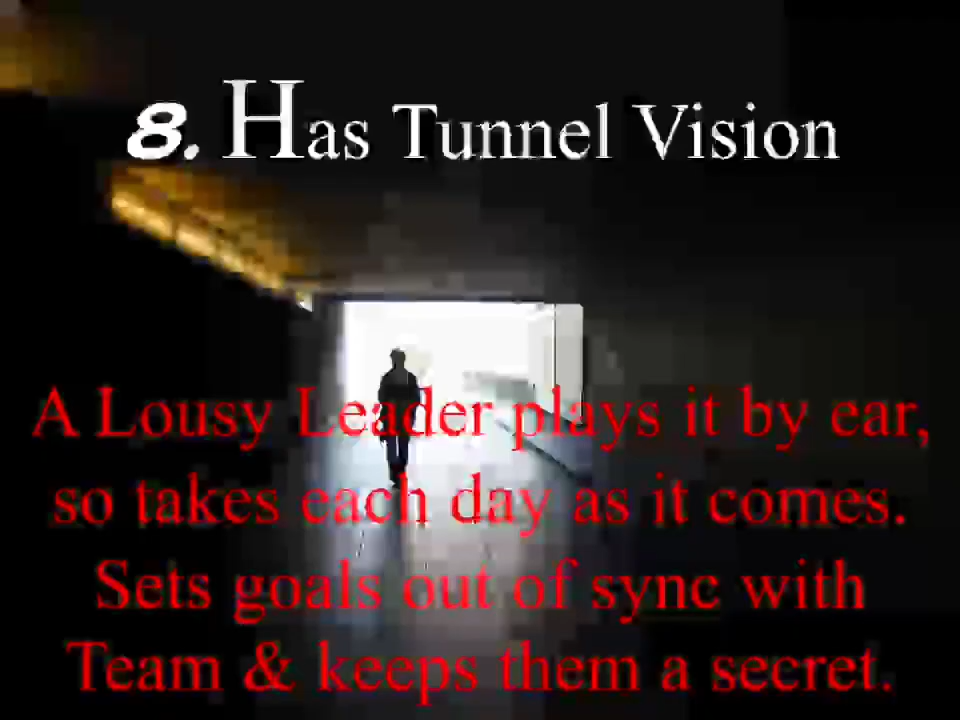 8. Has Tunnel Vision
A Lousy Leader plays it by ear,
so takes each day as it comes.
Sets goals out of sync with
Team & keeps them a secret.